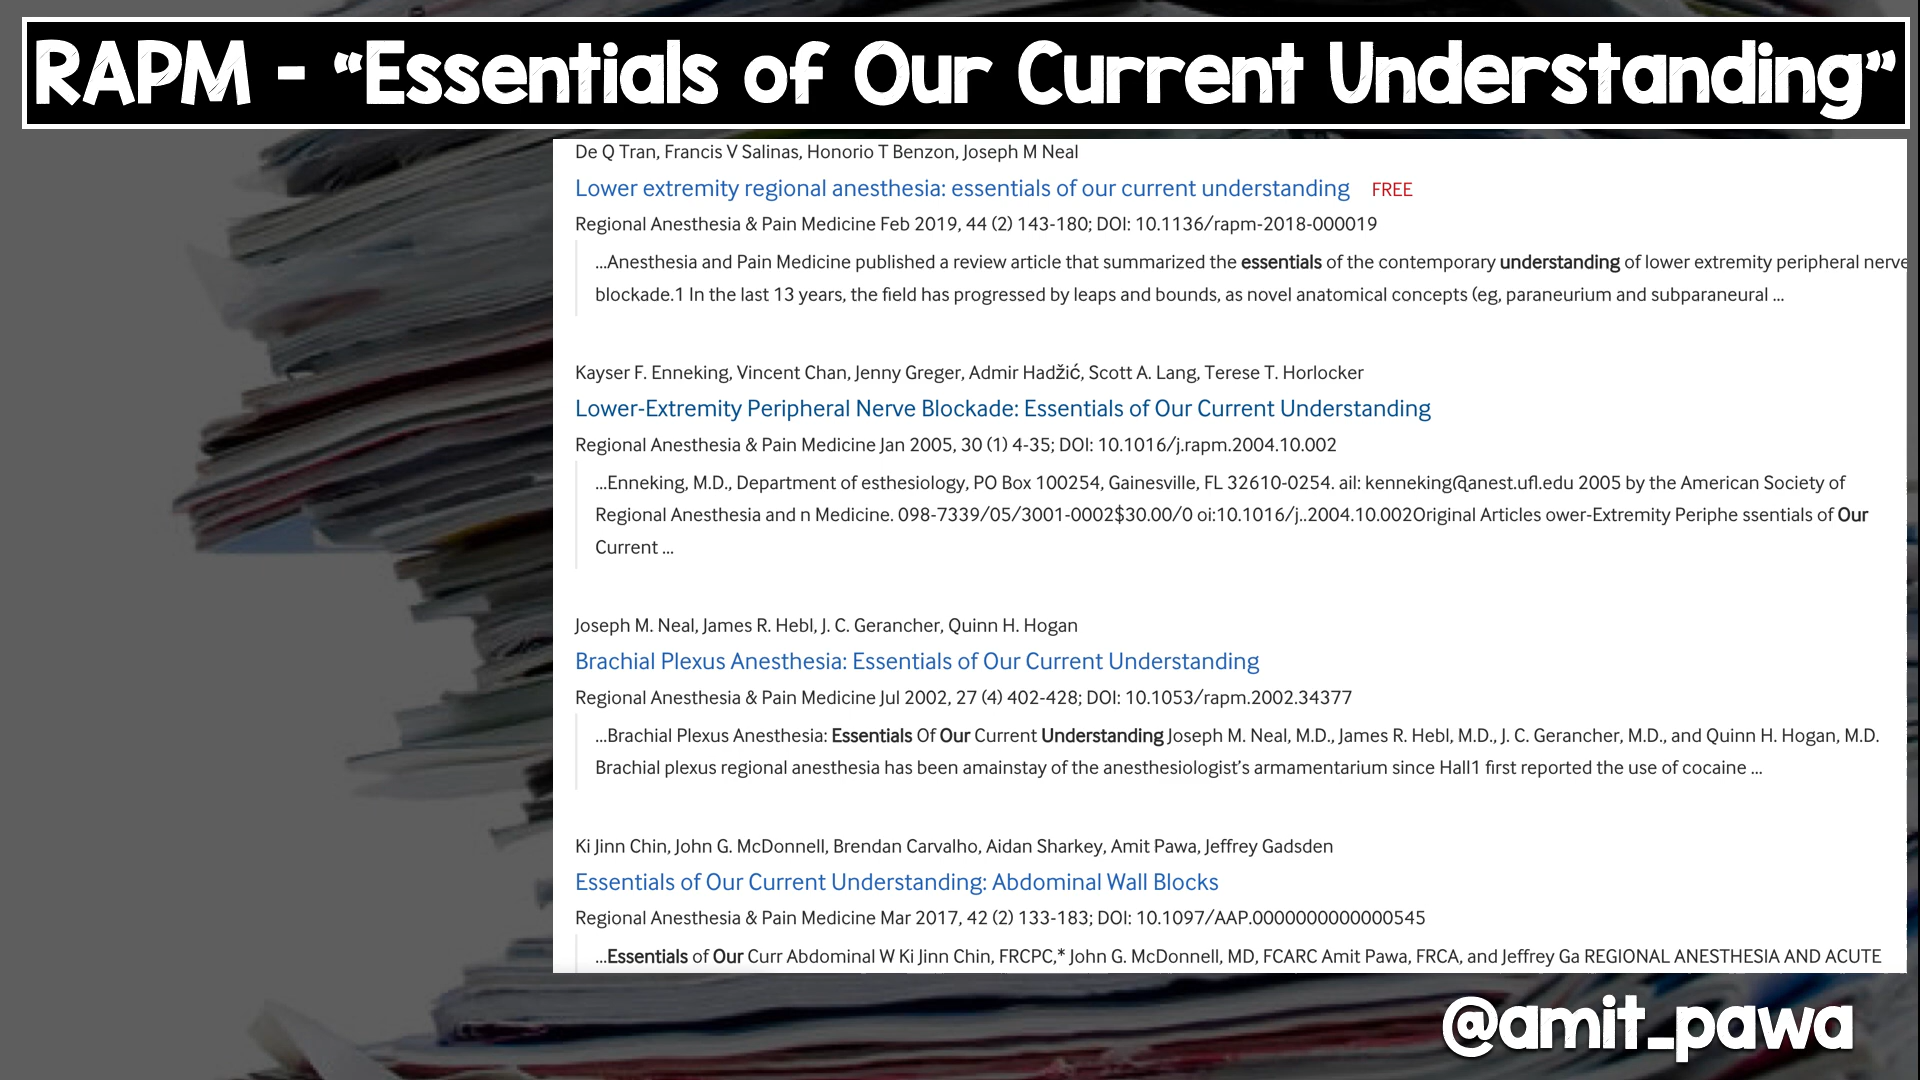 RAPM - “Essentials of Our Current Understanding”
De Q Tran, Francis V Salinas, Honorio T Benzon, Joseph M Neal
Lower extremity regional anesthesia: essentials of our current understanding FREE
Regional Anesthesia & Pain Medicine Feb 2019, 44 (2) 143-180; DOI: 10.1136/rapm-2018-000019
...Anesthesia and Pain Medicine published a review article that summarized the essentials of the contemporary understanding of lower extremity peripheral nerve
blockade.1 In the last 13 years, the field has progressed by leaps and bounds, as novel anatomical concepts (eg, paraneurium and subparaneural ...
Kayser F. Enneking, Vincent Chan, Jenny Greger, Admir Hadžić, Scott A. Lang, Terese T. Horlocker
Lower-Extremity Peripheral Nerve Blockade: Essentials of Our Current Understanding
Regional Anesthesia & Pain Medicine Jan 2005, 30 (1) 4-35; DOI: 10.1016/j.rapm.2004.10.002
...Enneking, M.D., Department of esthesiology, PO Box 100254, Gainesville, FL 32610-0254. ail: kenneking@anest.ufl.edu 2005 by the American Society of
Regional Anesthesia and n Medicine. 098-7339/05/3001-0002$30.00/0 oi:10.1016/j..2004.10.002Original Articles ower-Extremity Periphe ssentials of Our
Current ...
Joseph M. Neal, James R. Hebl, J. C. Gerancher, Quinn H. Hogan
Brachial Plexus Anesthesia: Essentials of Our Current Understanding
Regional Anesthesia & Pain Medicine Jul 2002, 27 (4) 402-428; DOI: 10.1053/rapm.2002.34377
...Brachial Plexus Anesthesia: Essentials Of Our Current Understanding Joseph M. Neal, M.D., James R. Hebl, M.D., J. C. Gerancher, M.D., and Quinn H. Hogan, M.D.
Brachial plexus regional anesthesia has been amainstay of the anesthesiologist’s armamentarium since Hall1 first reported the use of cocaine ...
Ki Jinn Chin, John G. McDonnell, Brendan Carvalho, Aidan Sharkey, Amit Pawa, Jeffrey Gadsden
Essentials of Our Current Understanding: Abdominal Wall Blocks
Regional Anesthesia & Pain Medicine Mar 2017, 42 (2) 133-183; DOI: 10.1097/AAP.0000000000000545
...Essentials of Our Curr Abdominal W Ki Jinn Chin, FRCPC,* John G. McDonnell, MD, FCARC Amit Pawa, FRCA, and Jeffrey Ga REGIONAL ANESTHESIA AND ACUTE
@amit_pawa